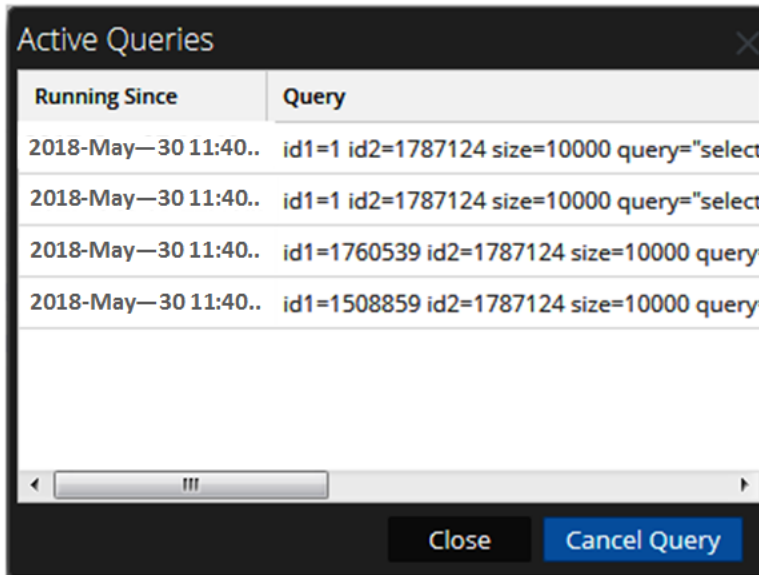 Active Queries
Running Since Query
2018-May—30 11:40.. id1=1 id2=1787124 size=10000 query="select
2018-May—30 11:40.. id1=1 id2=1787124 size=10000 query="select
2018-May—30 11:40.. id1=1760539 id2=1787124 size=10000 query=
2018-May—30 11:40.. id1=1508859 id2=1787124 size=10000 query=
Close Cancel Query